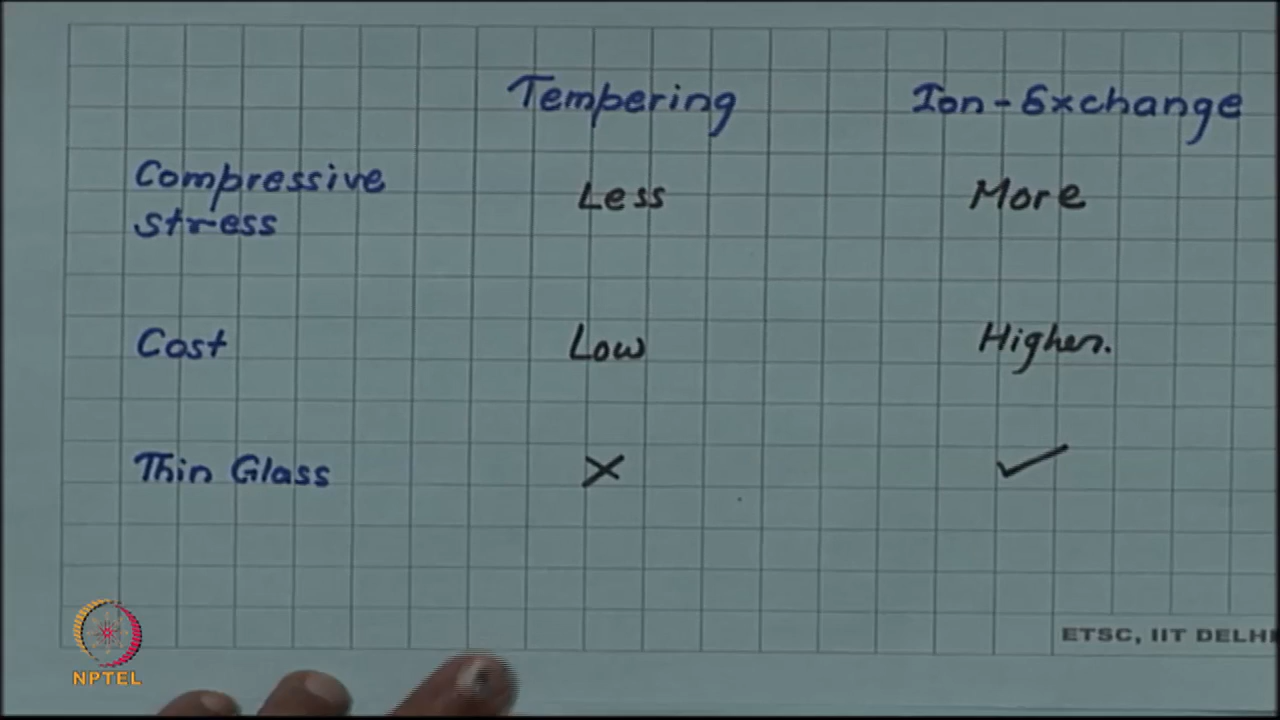 Tempering Ion-Exchange
Compressive Less More
stress
Cost Low Higher.
Thin Glass × ✓
ETSC, IIT DELHI
NPTEL